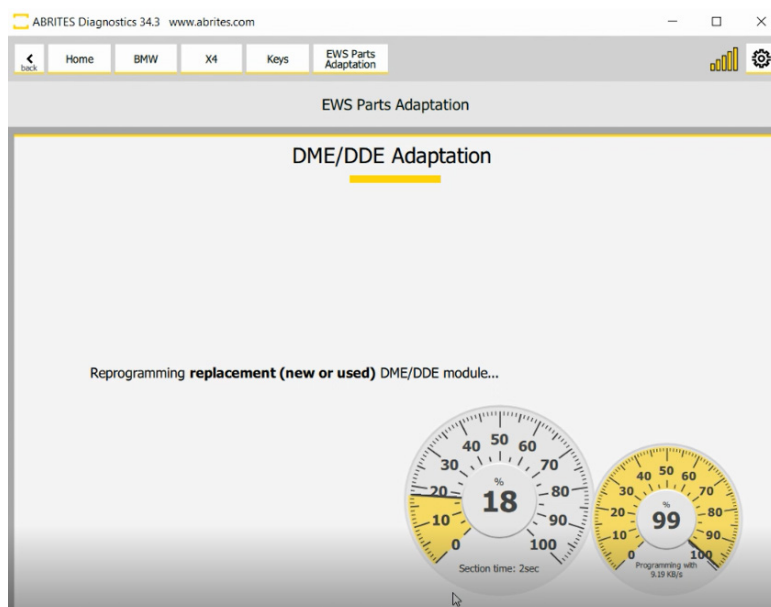 ABRITES Diagnostics 34.3 www.abrites.com
back
Home
BMW
X4
Keys
EWS Parts
Adaptation
EWS Parts Adaptation
DME/DDE Adaptation
Reprogramming replacement (new or used) DME/DDE module...
0
10
20
30
40
50
60
70
80
90
100
%
18
Section time: 2sec
0
10
20
30
40
50
60
70
80
90
100
%
99
Programming with
9.19 KB/s